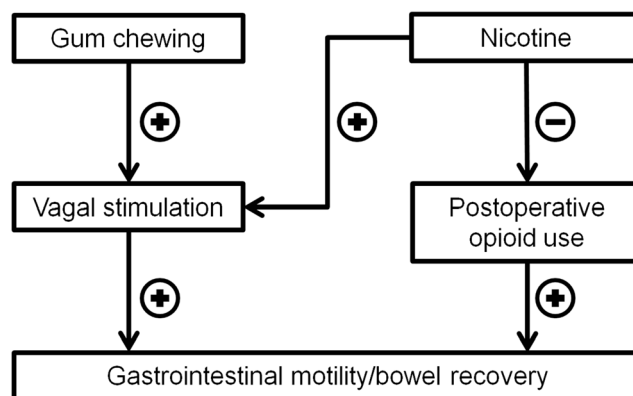 Gum chewing
Nicotine
+
+
−
Vagal stimulation
Postoperative
opioid use
+
+
Gastrointestinal motility/bowel recovery